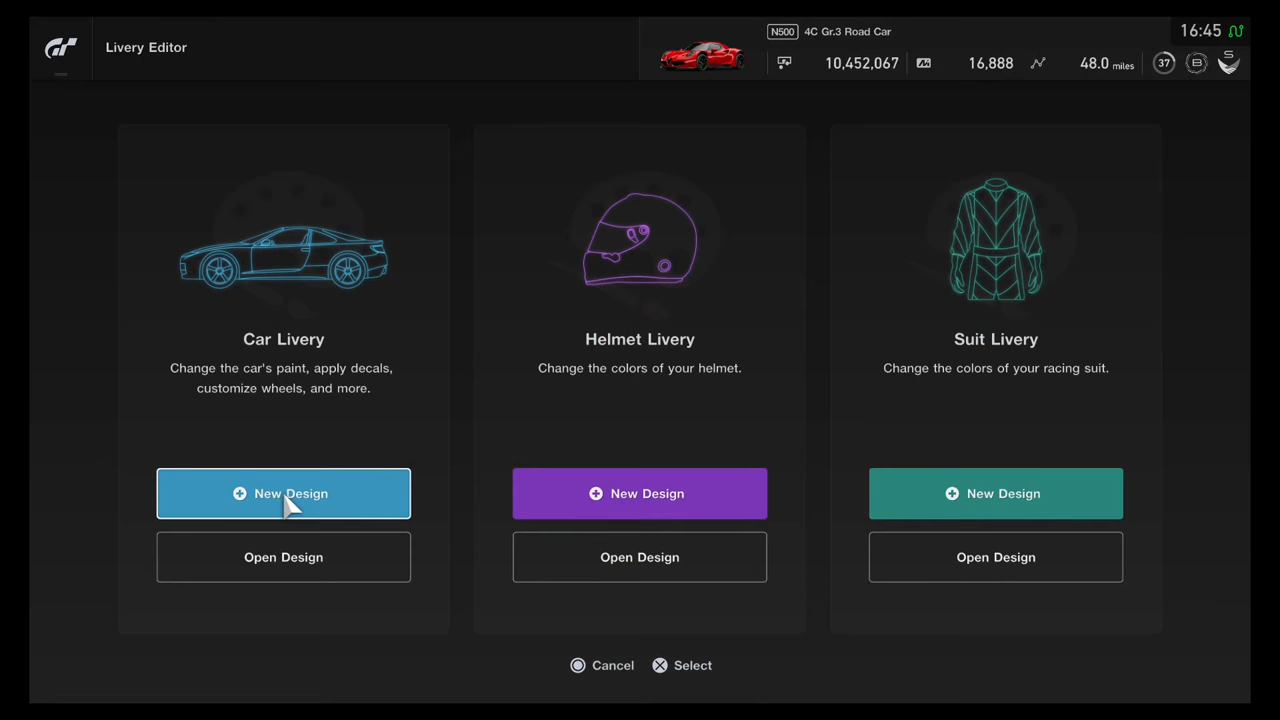 Livery Editor
N500 4C Gr.3 Road Car
16:45
10,452,067 16,888 48.0 miles 37 B S
Car Livery
Change the car's paint, apply decals,
customize wheels, and more.
New Design
Open Design
Helmet Livery
Change the colors of your helmet.
New Design
Open Design
Suit Livery
Change the colors of your racing suit.
New Design
Open Design
Cancel Select